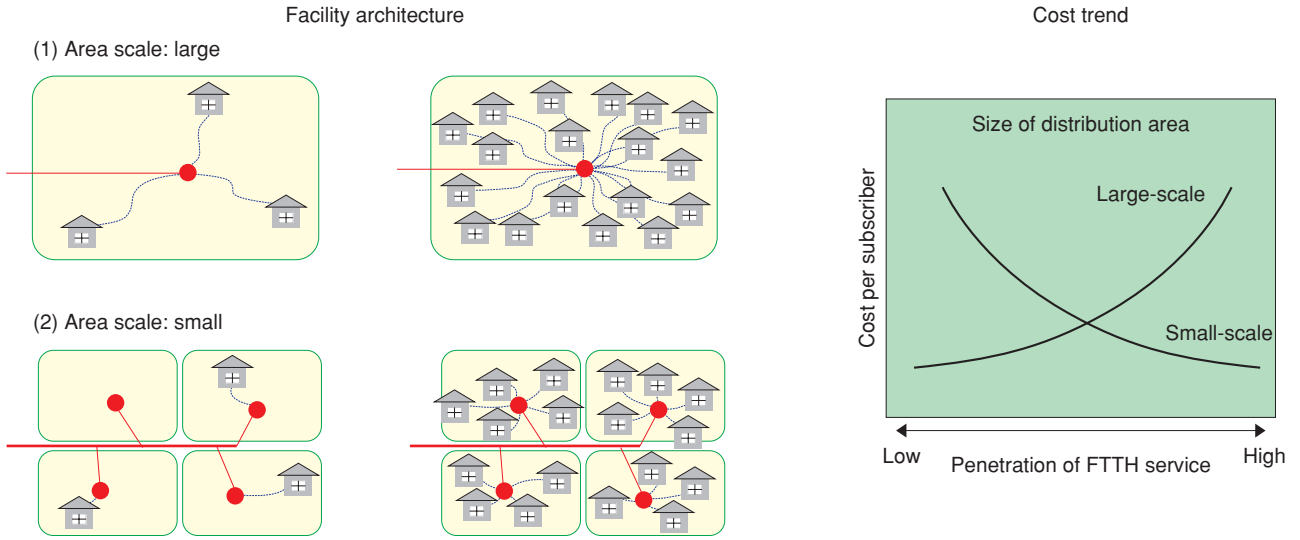 Facility architecture
Cost trend
(1) Area scale: large
Size of distribution area
Large-scale
Cost per subscriber
(2) Area scale: small
Small-scale
Low
Penetration of FTTH service
High